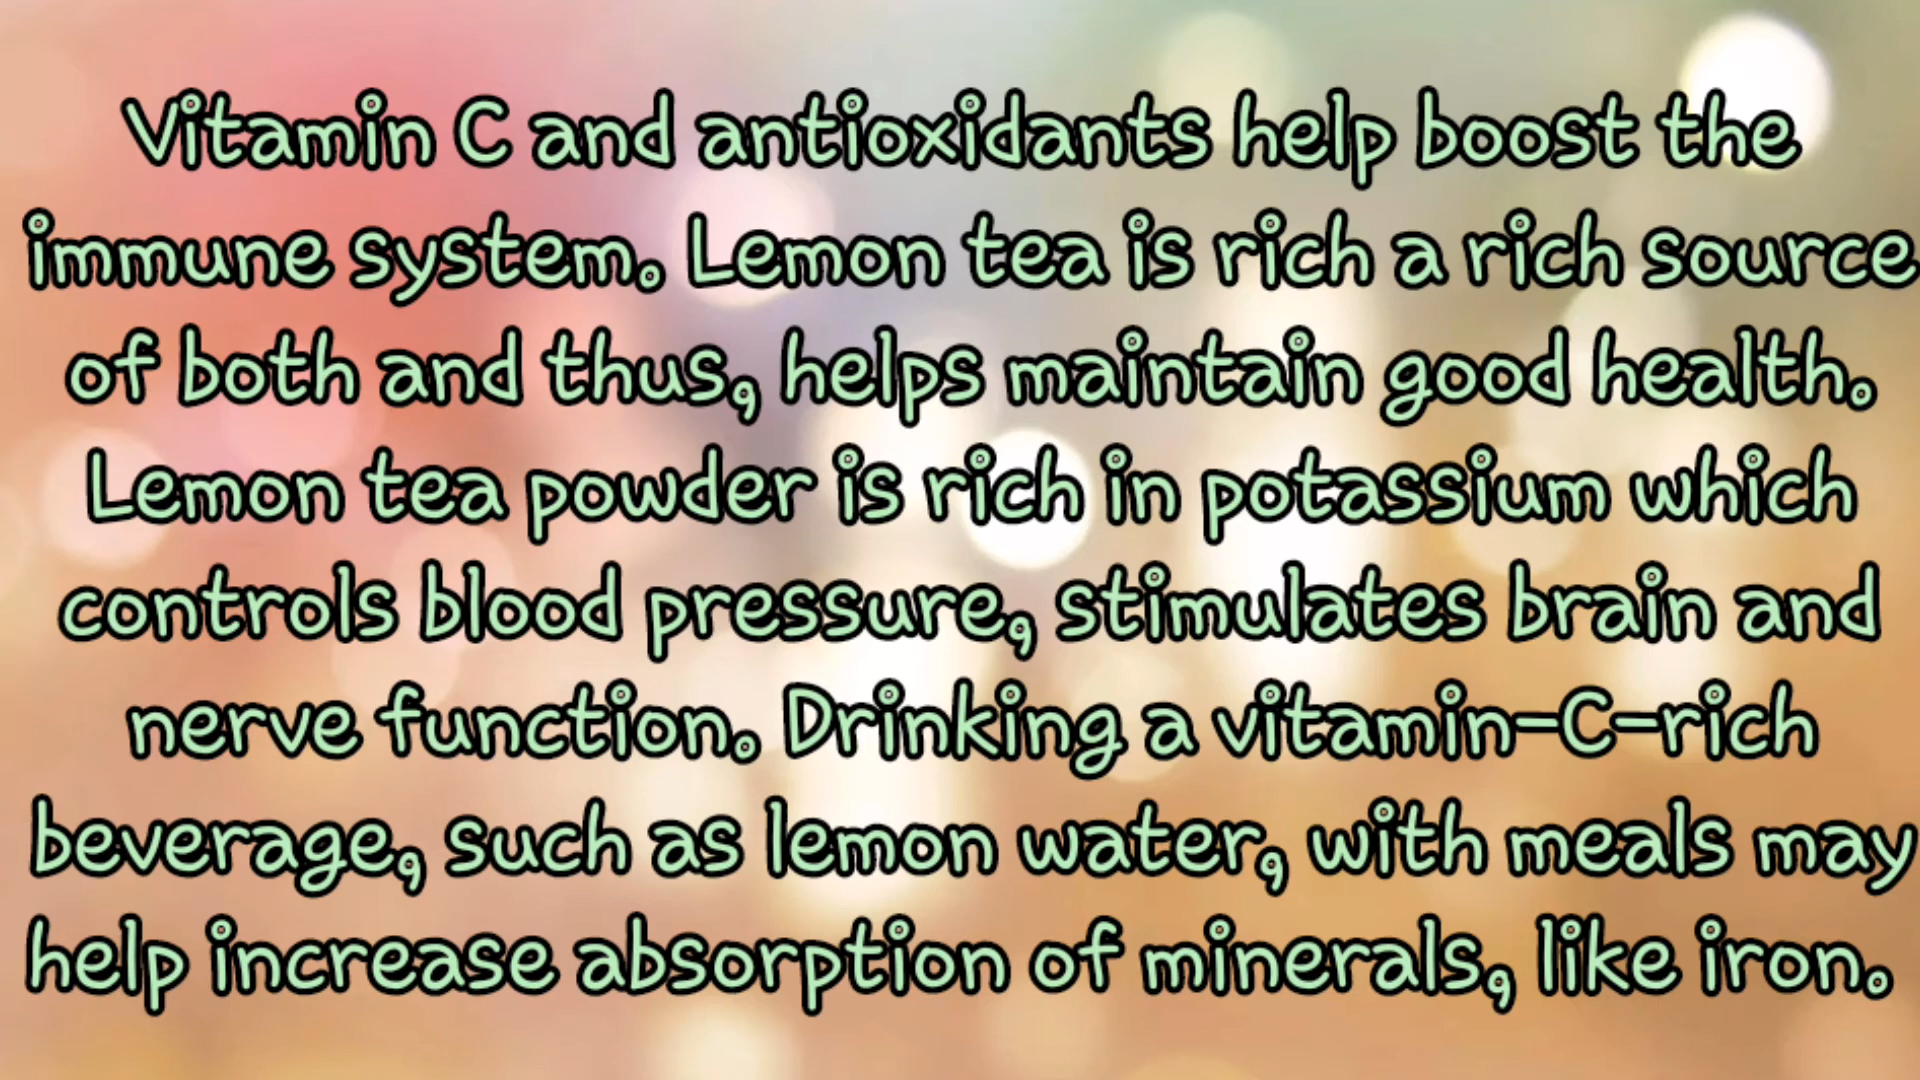 Vitamin C and antioxidants help boost the
immune system. Lemon tea is rich a rich source
of both and thus, helps maintain good health.
Lemon tea powder is rich in potassium which
controls blood pressure, stimulates brain and
nerve function. Drinking a vitamin-C-rich
beverage, such as lemon water, with meals may
help increase absorption of minerals, like iron.